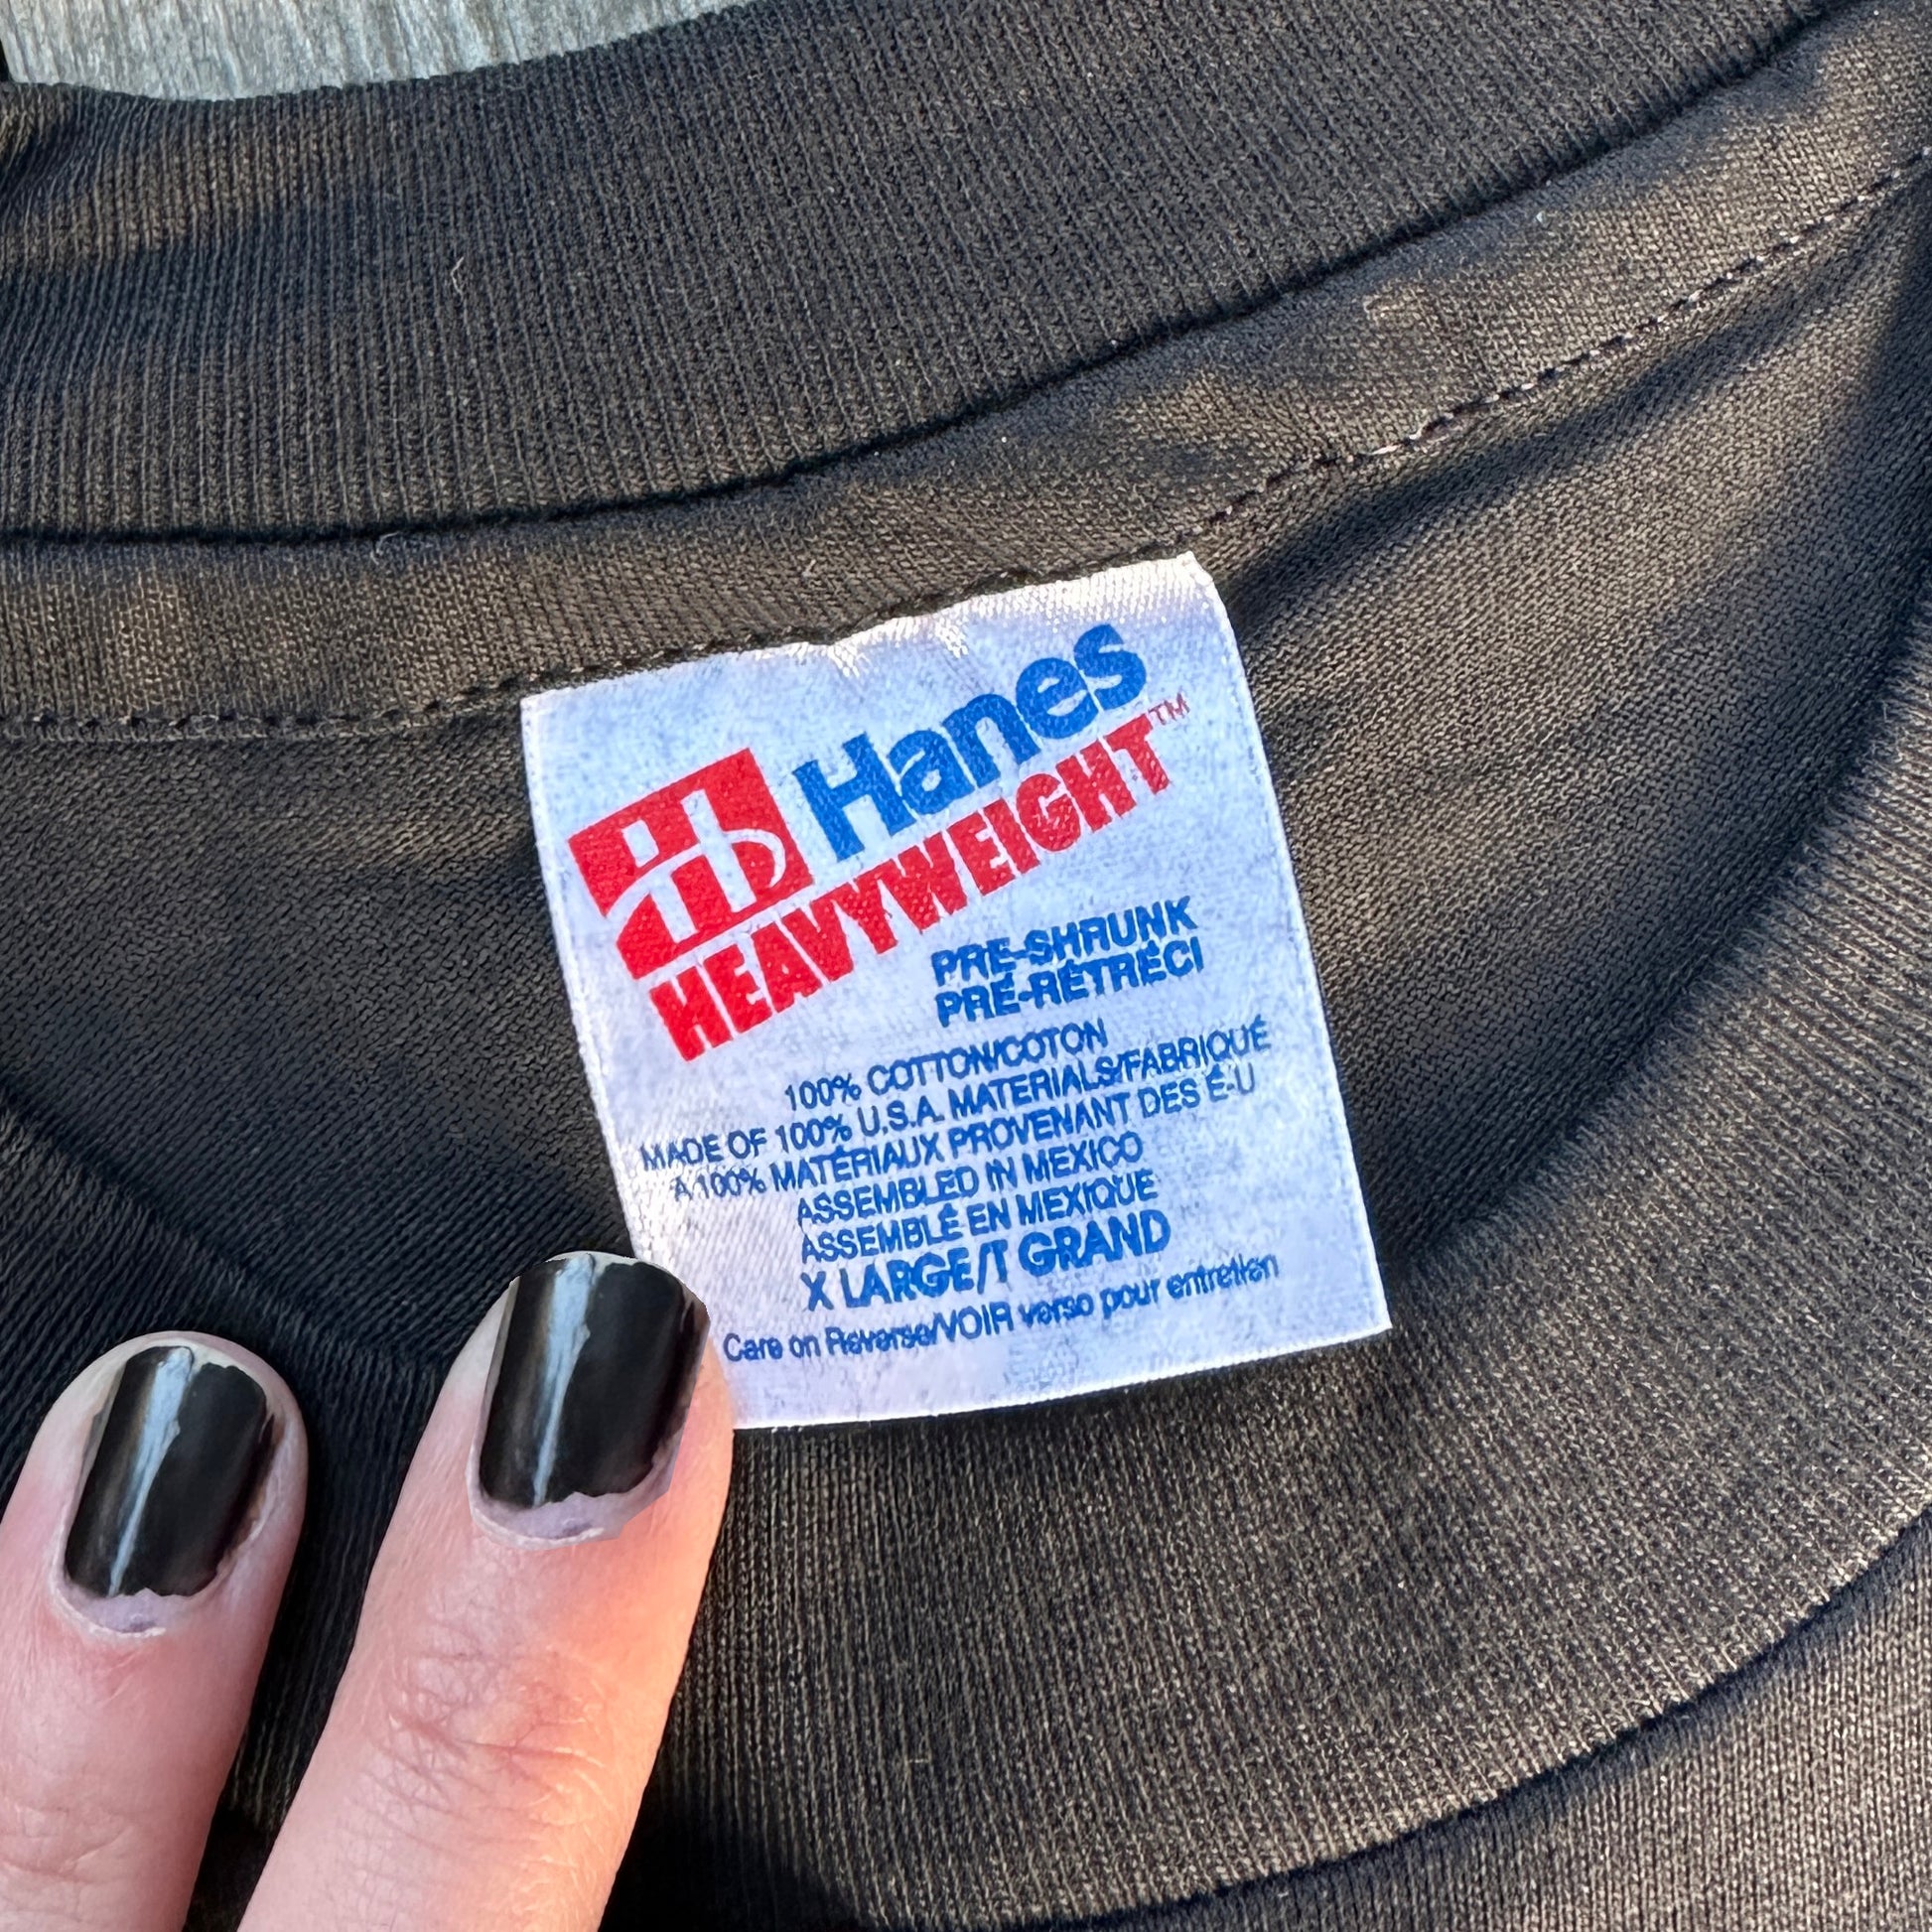 Hanes
HEAVYWEIGHT™
PRE-SHRUNK
PRÉ-RÉTRÉCI
100% COTTON/COTON
MADE OF 100% U.S.A. MATERIALS/FABRIQUÉ
A 100% MATÉRIAUX PROVENANT DES É-U
ASSEMBLED IN MEXICO
ASSEMBLÉ EN MEXIQUE
X LARGE/T GRAND
Care on Reverse/VOIR verso pour entretien